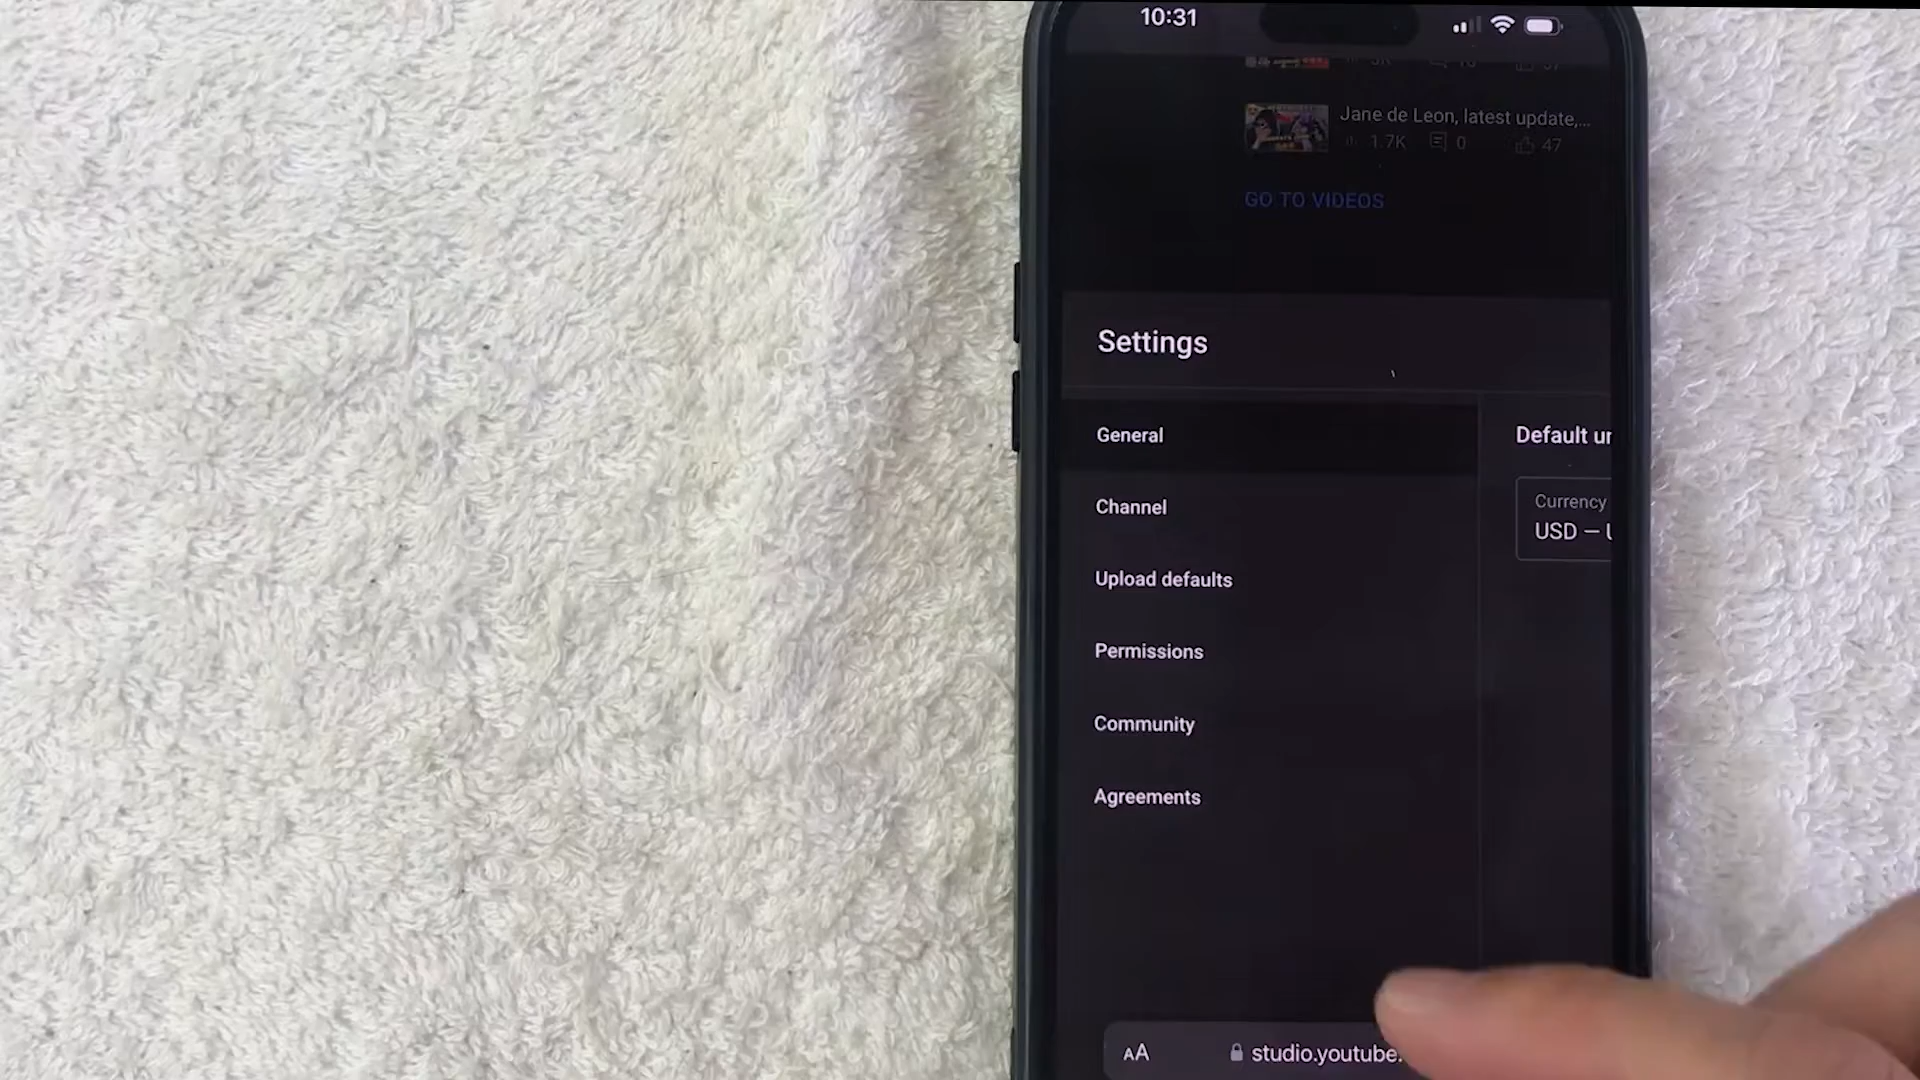 10:31
Jane de Leon, latest update,...
1.7K 0 47
GO TO VIDEOS
Settings
General
Default
Channel
Currency
USD –
Upload defaults
Permissions
Community
Agreements
AA studio.youtube.